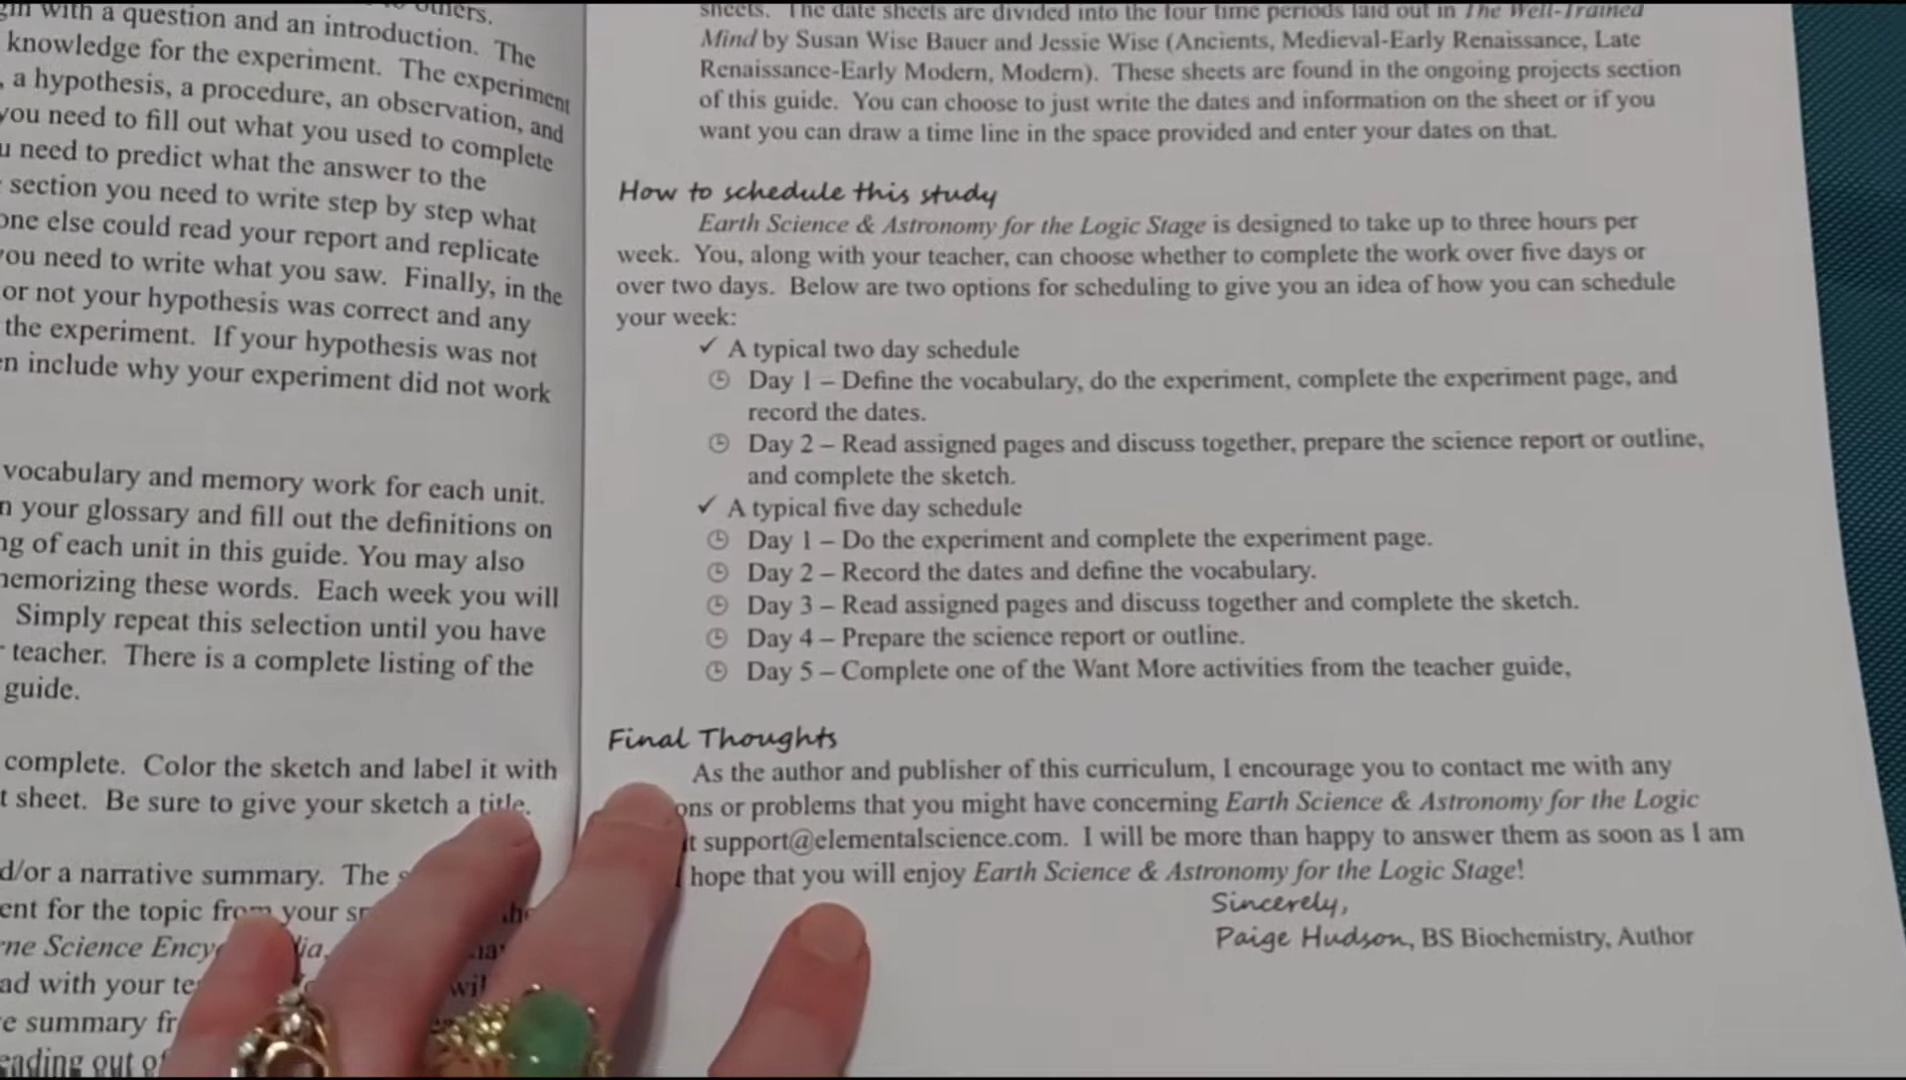 to others.
with a question and an introduction. The
knowledge for the experiment. The experiment
, a hypothesis, a procedure, an observation, and
you need to fill out what you used to complete
need to predict what the answer to the
section you need to write step by step what
one else could read your report and replicate
you need to write what you saw. Finally, in the
or not your hypothesis was correct and any
the experiment. If your hypothesis was not
include why your experiment did not work
vocabulary and memory work for each unit.
your glossary and fill out the definitions on
of each unit in this guide. You may also
memorizing these words. Each week you will
Simply repeat this selection until you have
teacher. There is a complete listing of the
guide.
complete. Color the sketch and label it with
sheet. Be sure to give your sketch a title.
d/or a narrative summary. The
for the topic from your
Science
with your
summary
out of
sheets. The date sheets are divided into the four time periods laid out in The Well-Trained
Mind by Susan Wise Bauer and Jessie Wise (Ancients, Medieval-Early Renaissance, Late
Renaissance-Early Modern, Modern). These sheets are found in the ongoing projects section
of this guide. You can choose to just write the dates and information on the sheet or if you
want you can draw a time line in the space provided and enter your dates on that.
How to schedule this study
Earth Science & Astronomy for the Logic Stage is designed to take up to three hours per
week. You, along with your teacher, can choose whether to complete the work over five days or
over two days. Below are two options for scheduling to give you an idea of how you can schedule
your week:
✓ A typical two day schedule
Day 1 – Define the vocabulary, do the experiment, complete the experiment page, and
record the dates.
Day 2 – Read assigned pages and discuss together, prepare the science report or outline,
and complete the sketch.
✓ A typical five day schedule
Day 1 – Do the experiment and complete the experiment page.
Day 2 – Record the dates and define the vocabulary.
Day 3 – Read assigned pages and discuss together and complete the sketch.
Day 4 – Prepare the science report or outline.
Day 5 – Complete one of the Want More activities from the teacher guide,
Final Thoughts
As the author and publisher of this curriculum, I encourage you to contact me with any
ons or problems that you might have concerning Earth Science & Astronomy for the Logic
support@elementalscience.com. I will be more than happy to answer them as soon as I am
hope that you will enjoy Earth Science & Astronomy for the Logic Stage!
Sincerely,
Paige Hudson, BS Biochemistry, Author